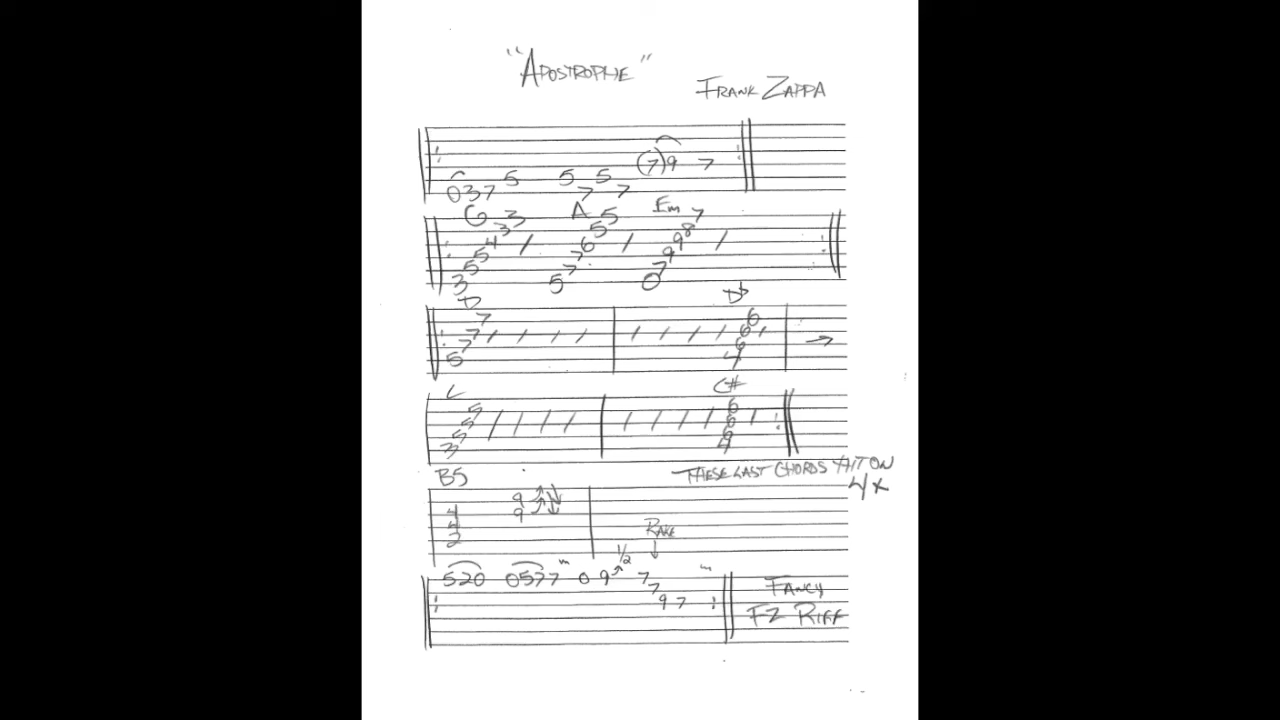 "Apostrophe"
Frank Zappa
(7) 9 7
5 5 5
0 3 7 7 7
G A Em
3 3 5 5 7
4 / 6 / 9 8 /
5 5 7 7 9 7
3 5 0
D Db
7 6
7 / / / / / / / / 6 /
7 6
5 4
C C#
5 6
5 / / / / / / / / 6 /
5 6
3 4
B5 These last chords hit on
4x
9
4 9
4
2 Rake
1/2
5 2 0 0 5 7 7 0 9 7
7 Fancy
9 7
FZ Riff